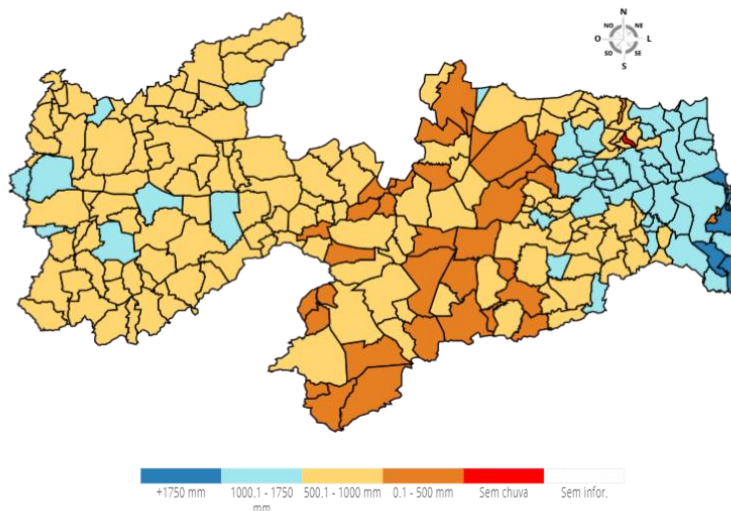 N
NO NE
O L
SO SE
S
+1750 mm 1000.1 - 1750 mm 500.1 - 1000 mm 0.1 - 500 mm Sem chuva Sem infor.